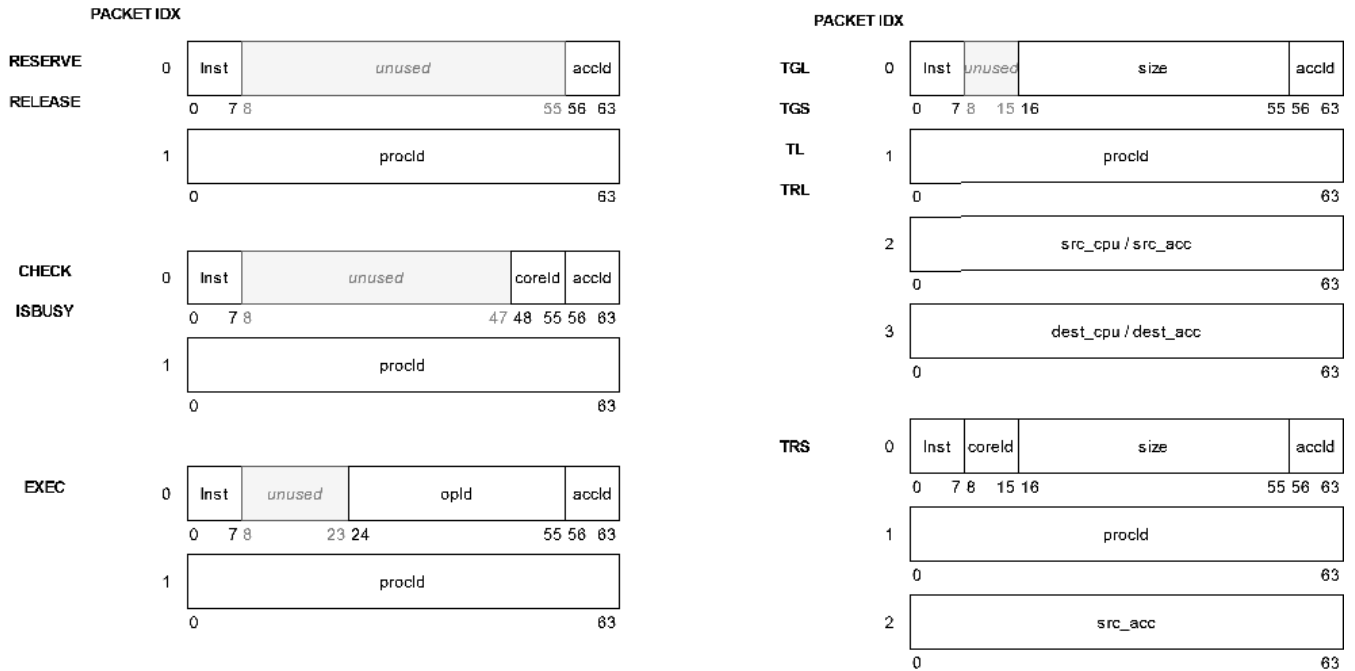 PACKET IDX
RESERVE
RELEASE
0 Inst unused accId
0 7 8 55 56 63
1 procId
0 63
CHECK
ISBUSY
0 Inst unused coreId accId
0 7 8 47 48 55 56 63
1 procId
0 63
EXEC
0 Inst unused opId accId
0 7 8 23 24 55 56 63
1 procId
0 63
PACKET IDX
TGL
TGS
TL
TRL
0 Inst unused size accId
0 7 8 15 16 55 56 63
1 procId
0 63
2 src_cpu / src_acc
0 63
3 dest_cpu / dest_acc
0 63
TRS
0 Inst coreId size accId
0 7 8 15 16 55 56 63
1 procId
0 63
2 src_acc
0 63